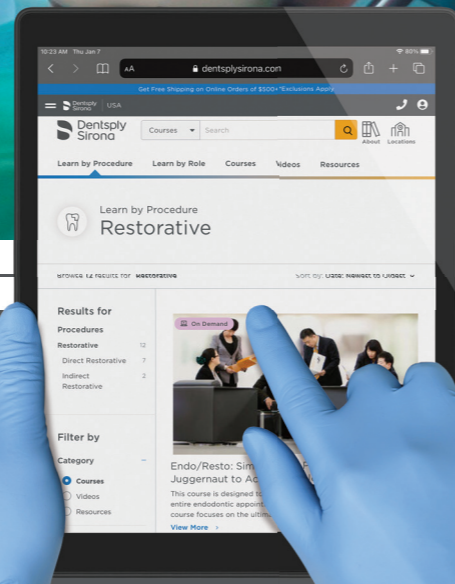 10:23 AM Thu Jan 7
80%
AA
dentsplysirona.com
Get Free Shipping on Online Orders of $500+*Exclusions Apply
Dentsply
Sirona
USA
Dentsply
Sirona
Courses
Search
About
Locations
Learn by Procedure
Learn by Role
Courses
Videos
Resources
Learn by Procedure
Restorative
Browse 12 results for Restorative
Sort by: Date: Newest to Oldest
Results for
Procedures
Restorative 12
Direct Restorative 7
Indirect
Restorative 2
Filter by
Category
Courses
Videos
Resources
On Demand
Endo/Resto: Sim
Juggernaut to Ac
This course is designed to
entire endodontic appoint
course focuses on the ultim
View More >